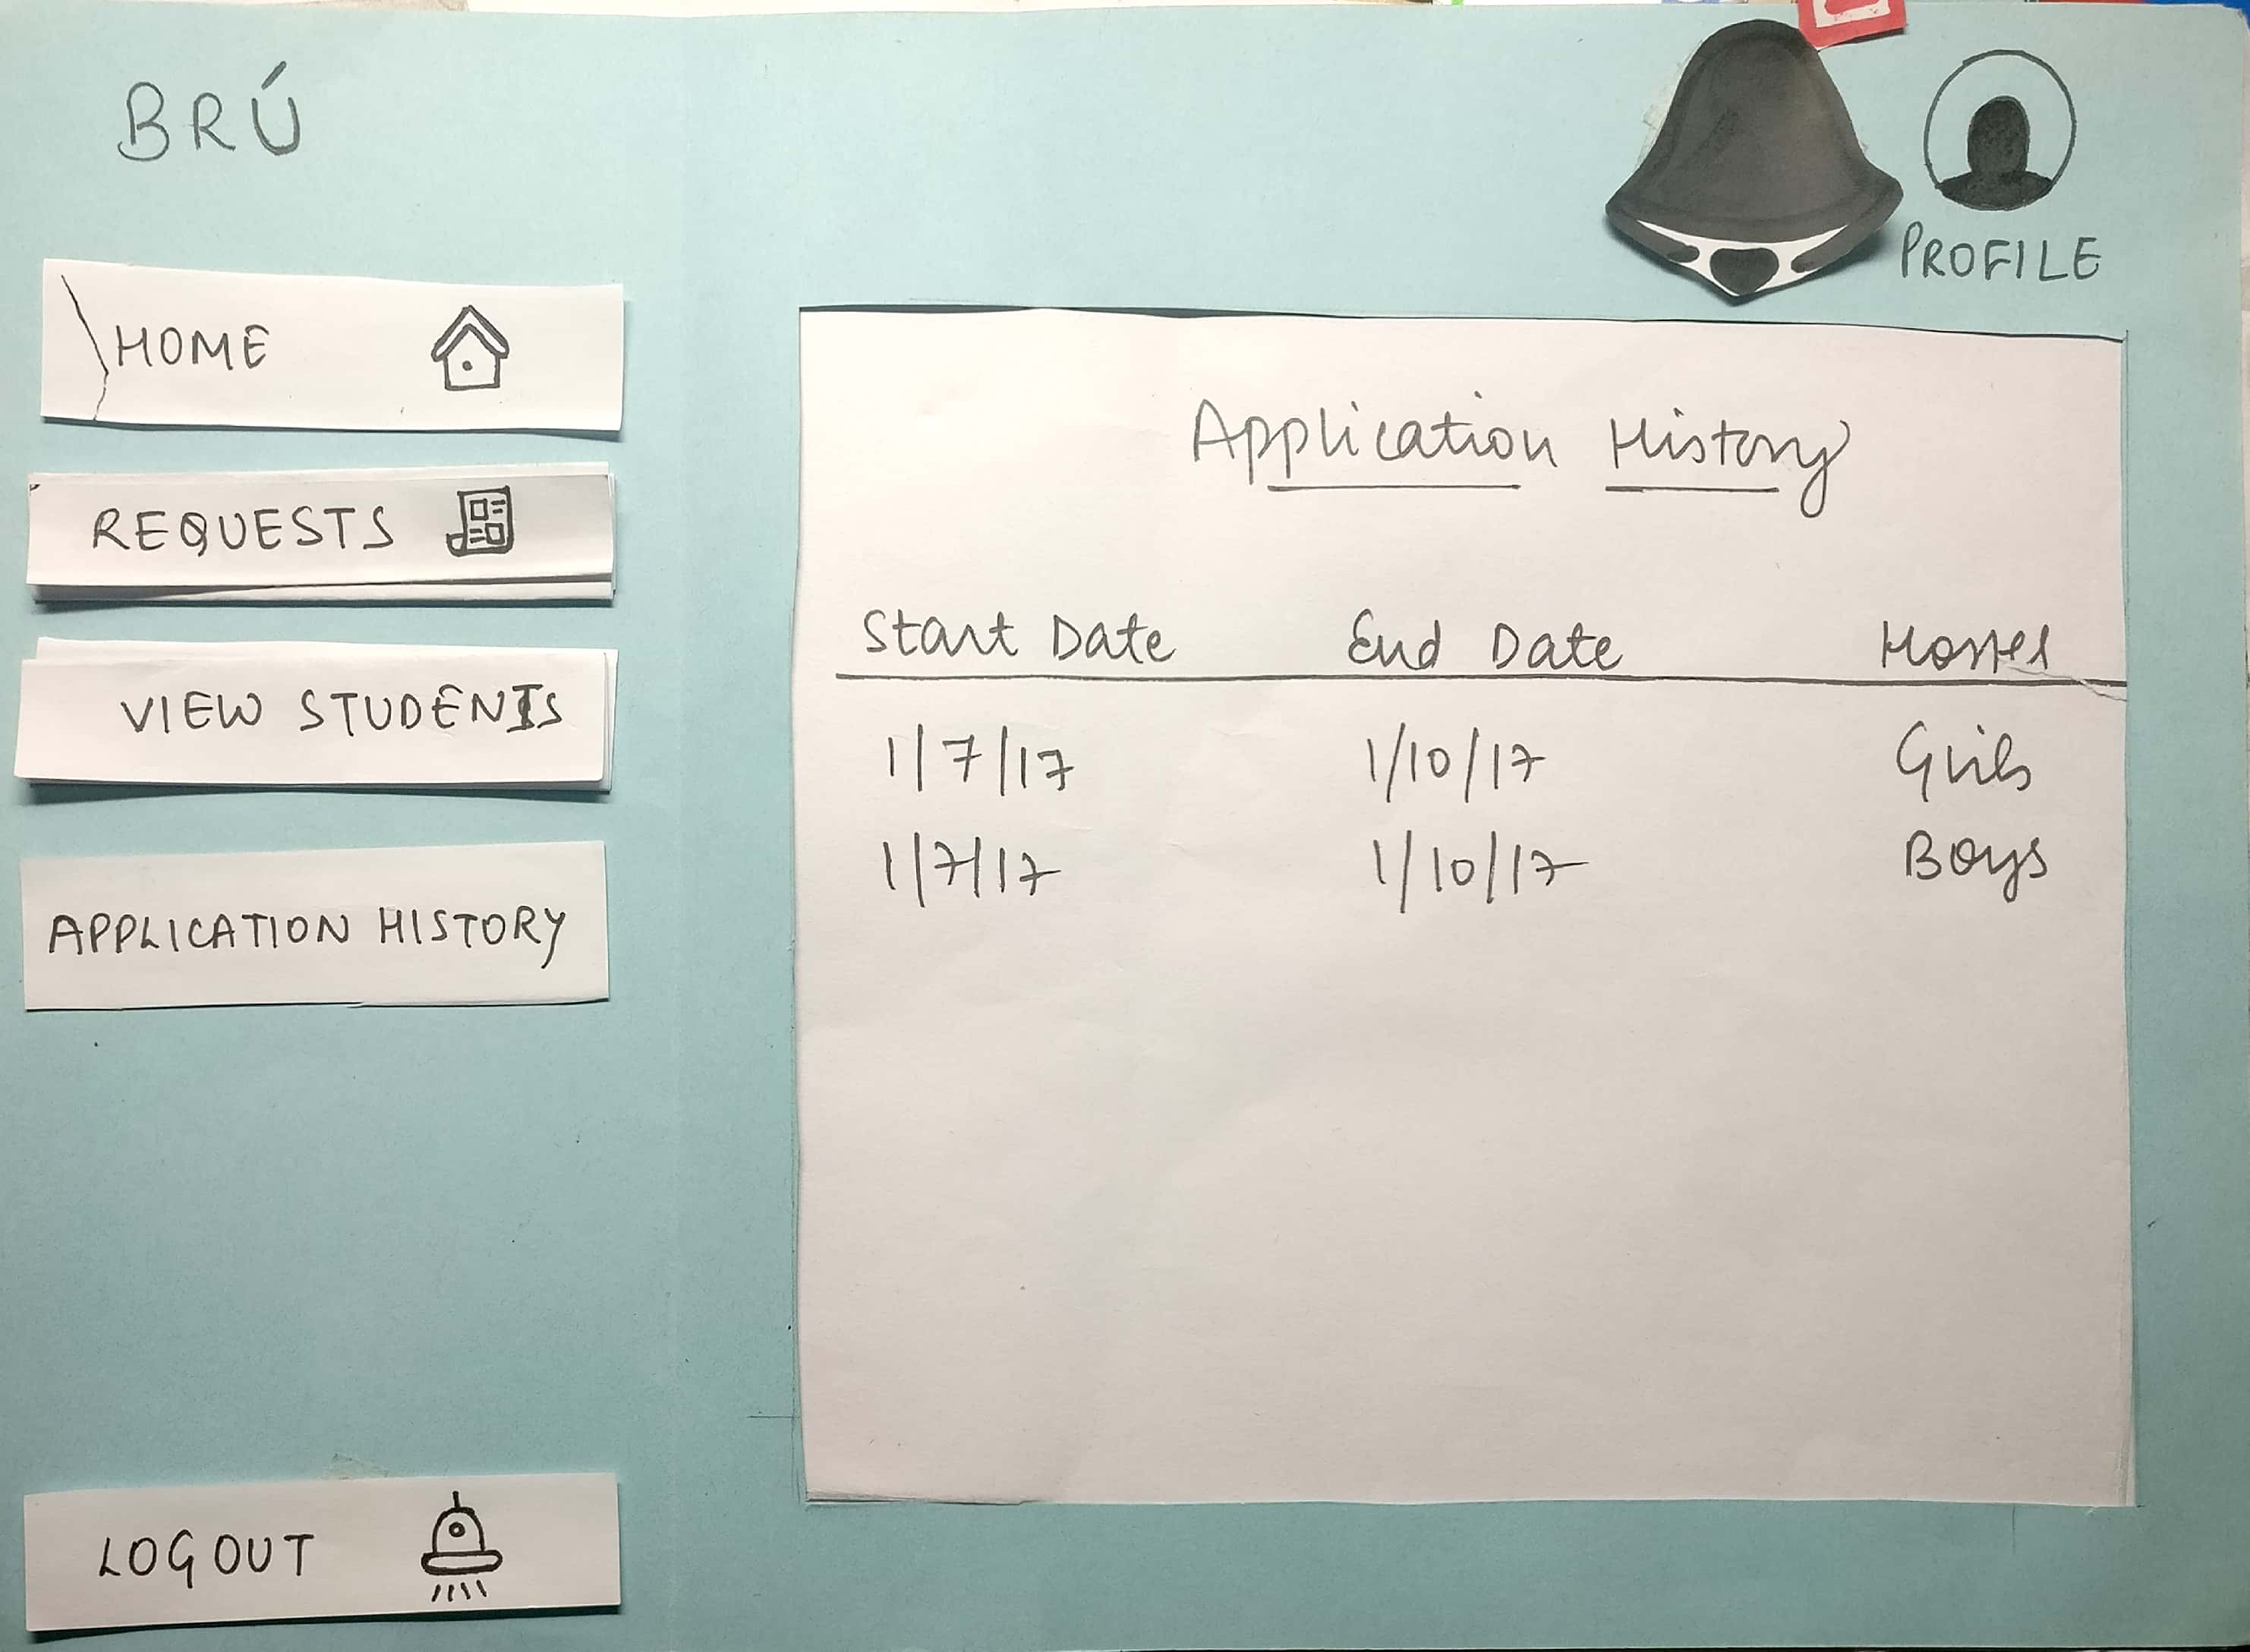 BRÚ
PROFILE
HOME
REQUESTS
VIEW STUDENTS
APPLICATION HISTORY
LOGOUT
Application History
Start Date End Date Hostel
1/7/17 1/10/17 Girls
1/7/17 1/10/17 Boys